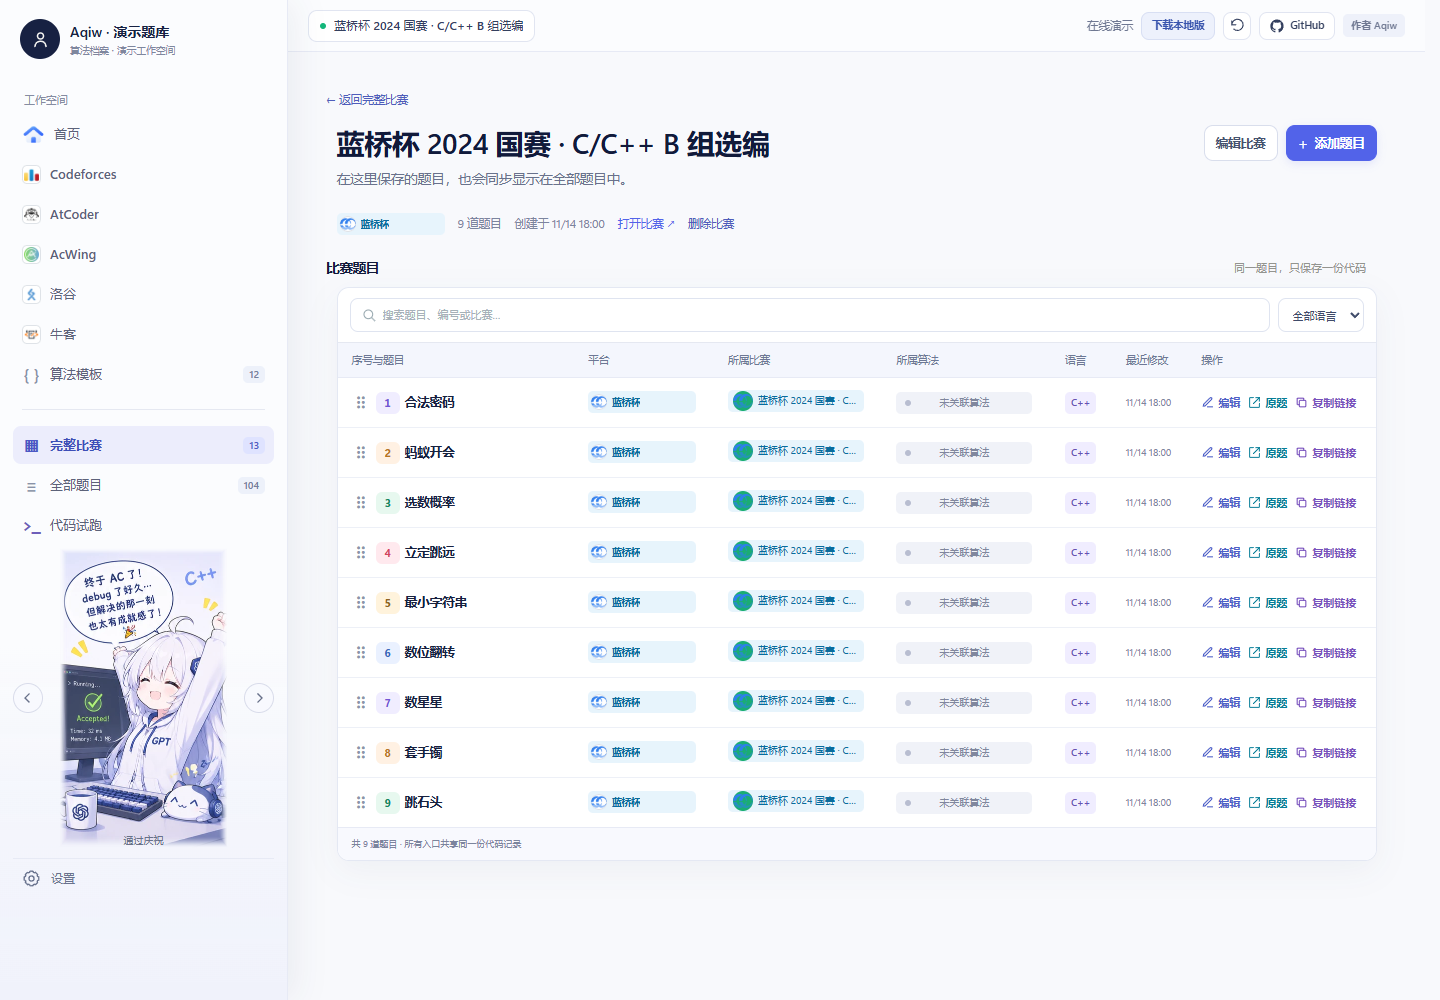 Aqiw · 演示题库
算法档案 · 演示工作空间
工作空间
首页
Codeforces
AtCoder
AcWing
洛谷
牛客
算法模板 12
完整比赛 13
全部题目 104
代码试跑
终于 AC 了！
debug 了好久…
但解决的那一刻
也太有成就感了！
C++
> Running...
Accepted!
Time: 32 ms
Memory: 4.3 MB
GPT
通过庆祝
设置
蓝桥杯 2024 国赛 · C/C++ B 组选编
在线演示 下载本地版 GitHub 作者 Aqiw
← 返回完整比赛
蓝桥杯 2024 国赛 · C/C++ B 组选编
编辑比赛 + 添加题目
在这里保存的题目，也会同步显示在全部题目中。
蓝桥杯 9 道题目 创建于 11/14 18:00 打开比赛 ↗ 删除比赛
比赛题目 同一题目，只保存一份代码
搜索题目、编号或比赛... 全部语言
序号与题目 平台 所属比赛 所属算法 语言 最近修改 操作
1 合法密码 蓝桥杯 蓝桥杯 2024 国赛 · C... 未关联算法 C++ 11/14 18:00 编辑 原题 复制链接
2 蚂蚁开会 蓝桥杯 蓝桥杯 2024 国赛 · C... 未关联算法 C++ 11/14 18:00 编辑 原题 复制链接
3 选数概率 蓝桥杯 蓝桥杯 2024 国赛 · C... 未关联算法 C++ 11/14 18:00 编辑 原题 复制链接
4 立定跳远 蓝桥杯 蓝桥杯 2024 国赛 · C... 未关联算法 C++ 11/14 18:00 编辑 原题 复制链接
5 最小字符串 蓝桥杯 蓝桥杯 2024 国赛 · C... 未关联算法 C++ 11/14 18:00 编辑 原题 复制链接
6 数位翻转 蓝桥杯 蓝桥杯 2024 国赛 · C... 未关联算法 C++ 11/14 18:00 编辑 原题 复制链接
7 数星星 蓝桥杯 蓝桥杯 2024 国赛 · C... 未关联算法 C++ 11/14 18:00 编辑 原题 复制链接
8 套手镯 蓝桥杯 蓝桥杯 2024 国赛 · C... 未关联算法 C++ 11/14 18:00 编辑 原题 复制链接
9 跳石头 蓝桥杯 蓝桥杯 2024 国赛 · C... 未关联算法 C++ 11/14 18:00 编辑 原题 复制链接
共 9 道题目 · 所有入口共享同一份代码记录